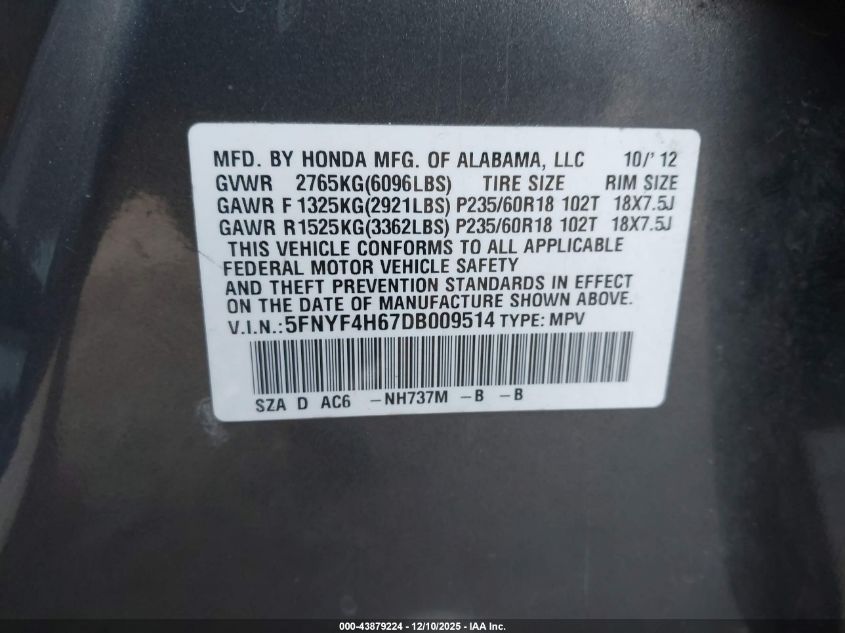 MFD. BY HONDA MFG. OF ALABAMA, LLC 10/'12
GVWR 2765KG(6096LBS) TIRE SIZE RIM SIZE
GAWR F 1325KG(2921LBS) P235/60R18 102T 18X7.5J
GAWR R1525KG(3362LBS) P235/60R18 102T 18X7.5J
THIS VEHICLE CONFORMS TO ALL APPLICABLE
FEDERAL MOTOR VEHICLE SAFETY
AND THEFT PREVENTION STANDARDS IN EFFECT
ON THE DATE OF MANUFACTURE SHOWN ABOVE.
V.I.N.:5FNYF4H67DB009514 TYPE: MPV
SZA D AC6 -NH737M -B -B
000-43879224 - 12/10/2025 - IAA Inc.